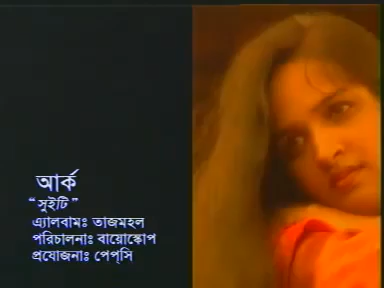 আর্ক
“সুইটি”
এ্যালবামঃ তাজমহল
পরিচালনাঃ বায়োস্কোপ
প্রযোজনাঃ পেপ্‌সি